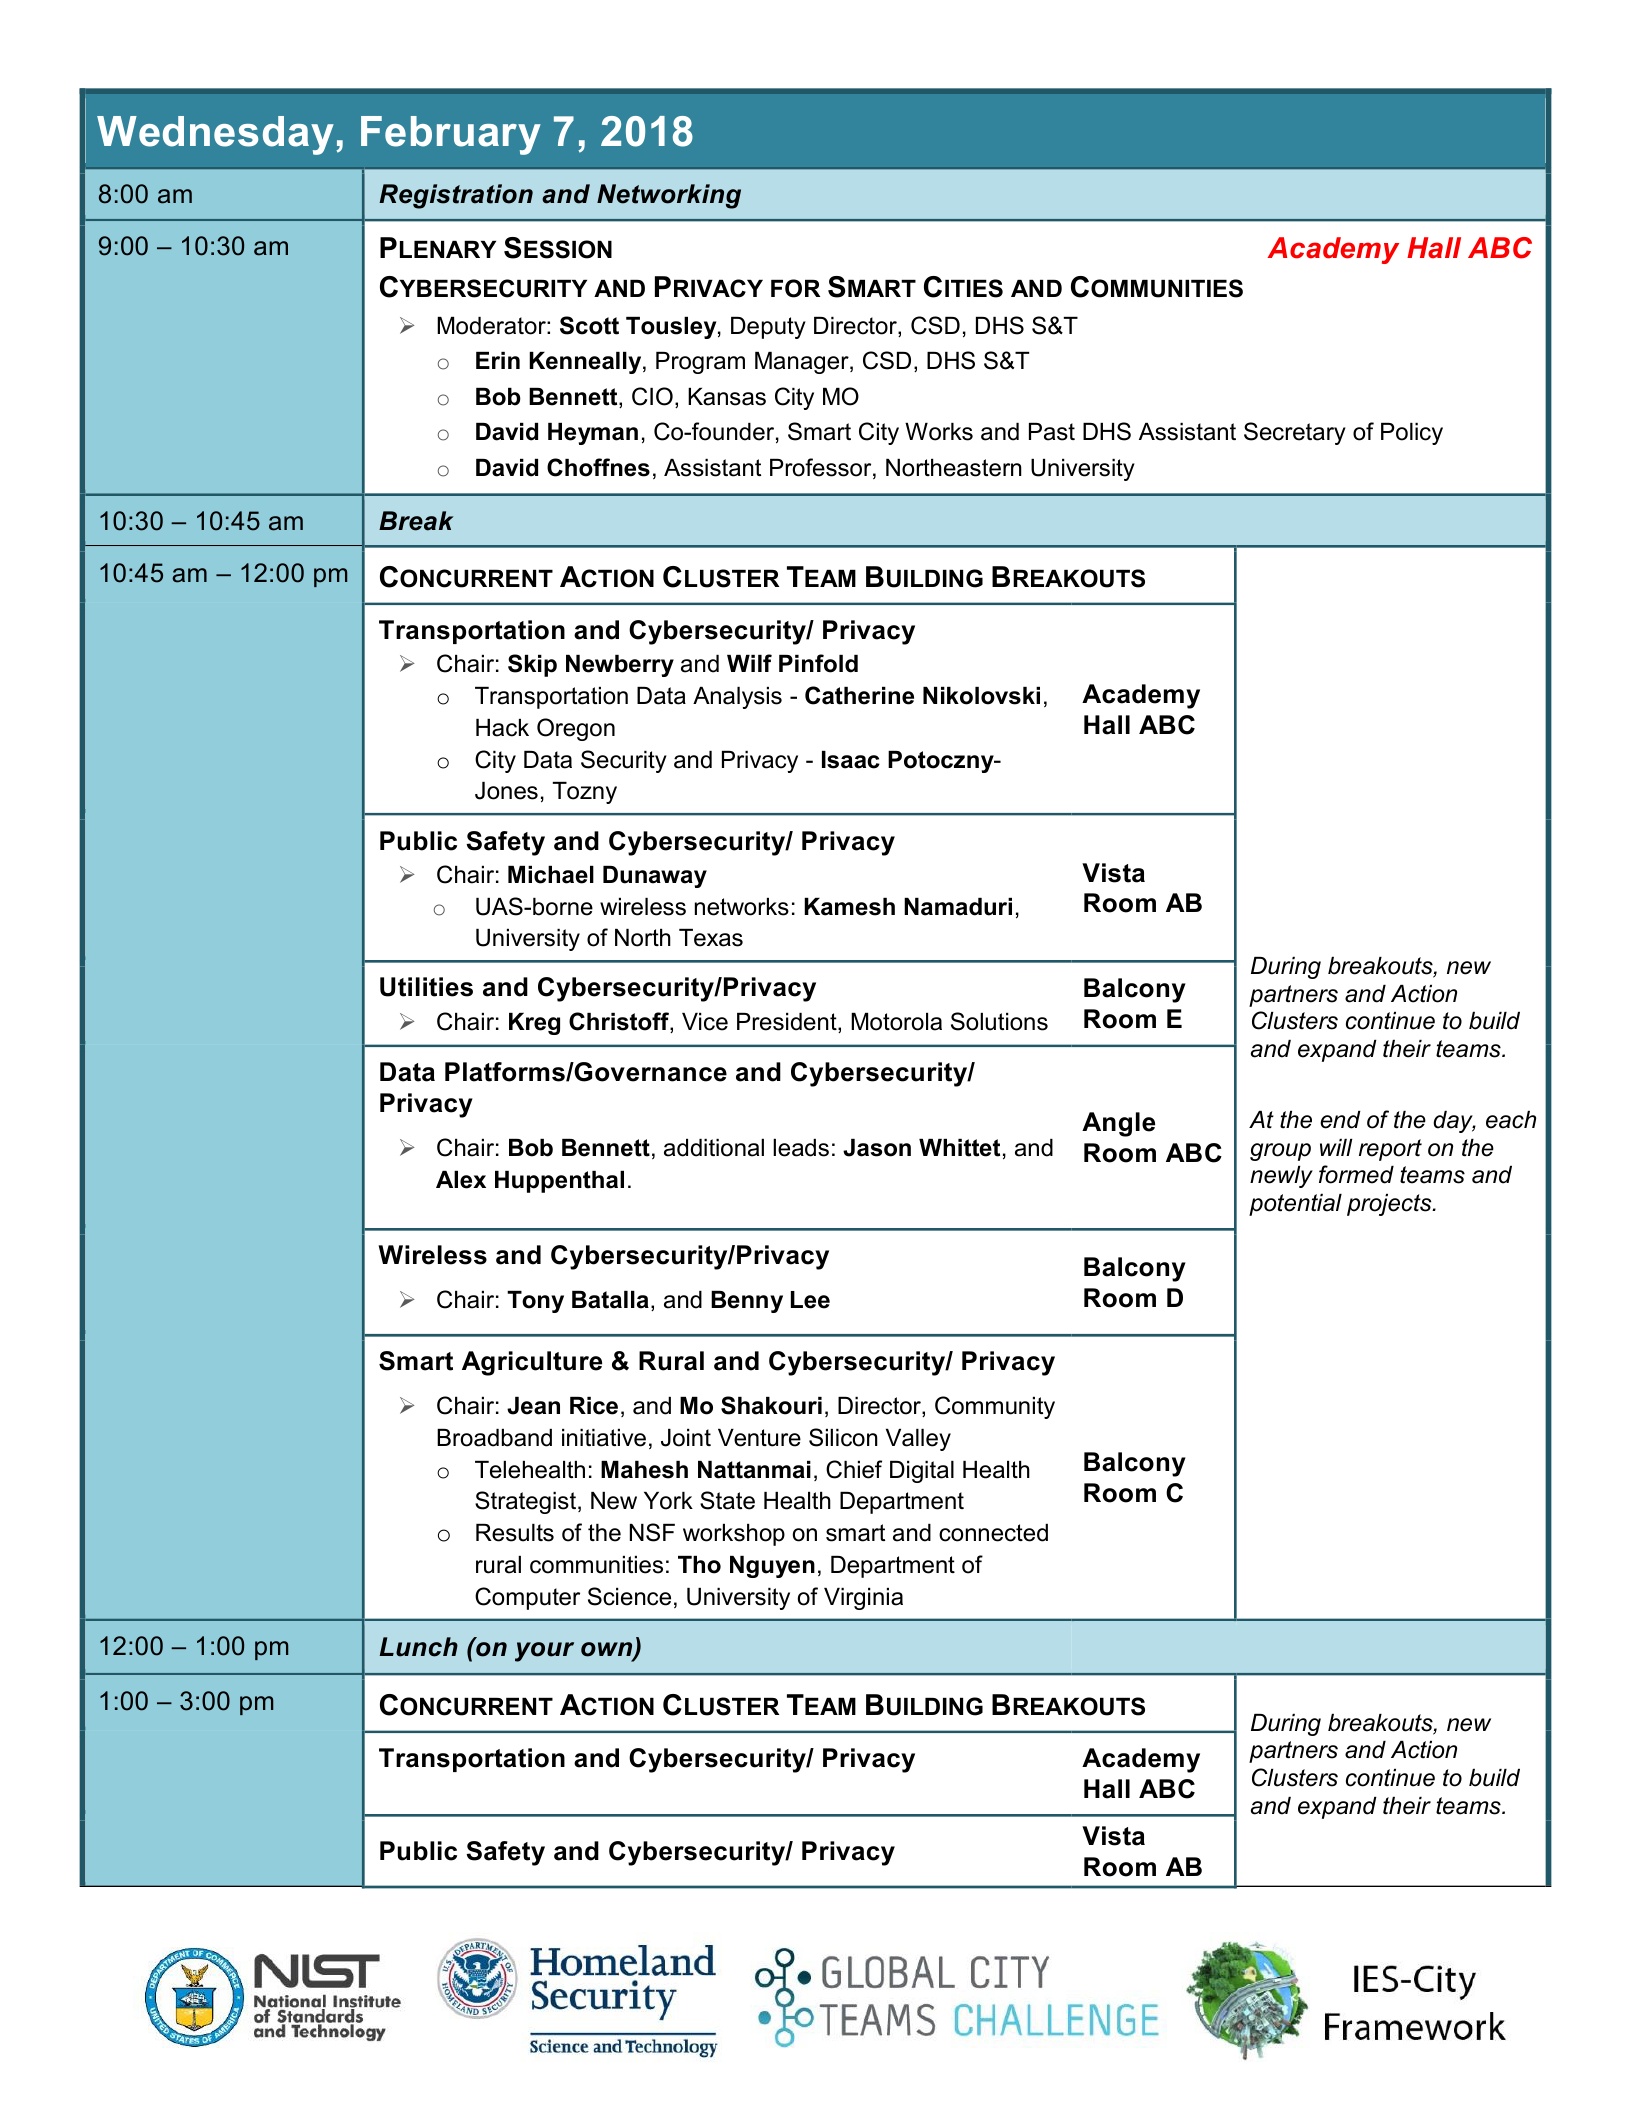 Wednesday, February 7, 2018
8:00 am
Registration and Networking
9:00 – 10:30 am
PLENARY SESSION
Academy Hall ABC
CYBERSECURITY AND PRIVACY FOR SMART CITIES AND COMMUNITIES
➢ Moderator: Scott Tousley, Deputy Director, CSD, DHS S&T
o Erin Kenneally, Program Manager, CSD, DHS S&T
o Bob Bennett, CIO, Kansas City MO
o David Heyman, Co-founder, Smart City Works and Past DHS Assistant Secretary of Policy
o David Choffnes, Assistant Professor, Northeastern University
10:30 – 10:45 am
Break
10:45 am – 12:00 pm
CONCURRENT ACTION CLUSTER TEAM BUILDING BREAKOUTS
Transportation and Cybersecurity/ Privacy
➢ Chair: Skip Newberry and Wilf Pinfold
o Transportation Data Analysis - Catherine Nikolovski,
Hack Oregon
o City Data Security and Privacy - Isaac Potoczny-
Jones, Tozny
Academy
Hall ABC
Public Safety and Cybersecurity/ Privacy
➢ Chair: Michael Dunaway
o UAS-borne wireless networks: Kamesh Namaduri,
University of North Texas
Vista
Room AB
Utilities and Cybersecurity/Privacy
➢ Chair: Kreg Christoff, Vice President, Motorola Solutions
Balcony
Room E
Data Platforms/Governance and Cybersecurity/
Privacy
➢ Chair: Bob Bennett, additional leads: Jason Whittet, and
Alex Huppenthal.
Angle
Room ABC
Wireless and Cybersecurity/Privacy
➢ Chair: Tony Batalla, and Benny Lee
Balcony
Room D
Smart Agriculture & Rural and Cybersecurity/ Privacy
➢ Chair: Jean Rice, and Mo Shakouri, Director, Community
Broadband initiative, Joint Venture Silicon Valley
o Telehealth: Mahesh Nattanmai, Chief Digital Health
Strategist, New York State Health Department
o Results of the NSF workshop on smart and connected
rural communities: Tho Nguyen, Department of
Computer Science, University of Virginia
Balcony
Room C
During breakouts, new
partners and Action
Clusters continue to build
and expand their teams.
At the end of the day, each
group will report on the
newly formed teams and
potential projects.
12:00 – 1:00 pm
Lunch (on your own)
1:00 – 3:00 pm
CONCURRENT ACTION CLUSTER TEAM BUILDING BREAKOUTS
Transportation and Cybersecurity/ Privacy
Academy
Hall ABC
Public Safety and Cybersecurity/ Privacy
Vista
Room AB
During breakouts, new
partners and Action
Clusters continue to build
and expand their teams.
DEPARTMENT OF COMMERCE
UNITED STATES OF AMERICA
NIST
National Institute
of Standards
and Technology
U.S. DEPARTMENT OF
HOMELAND SECURITY
Homeland
Security
Science and Technology
GLOBAL CITY
TEAMS CHALLENGE
IES-City
Framework